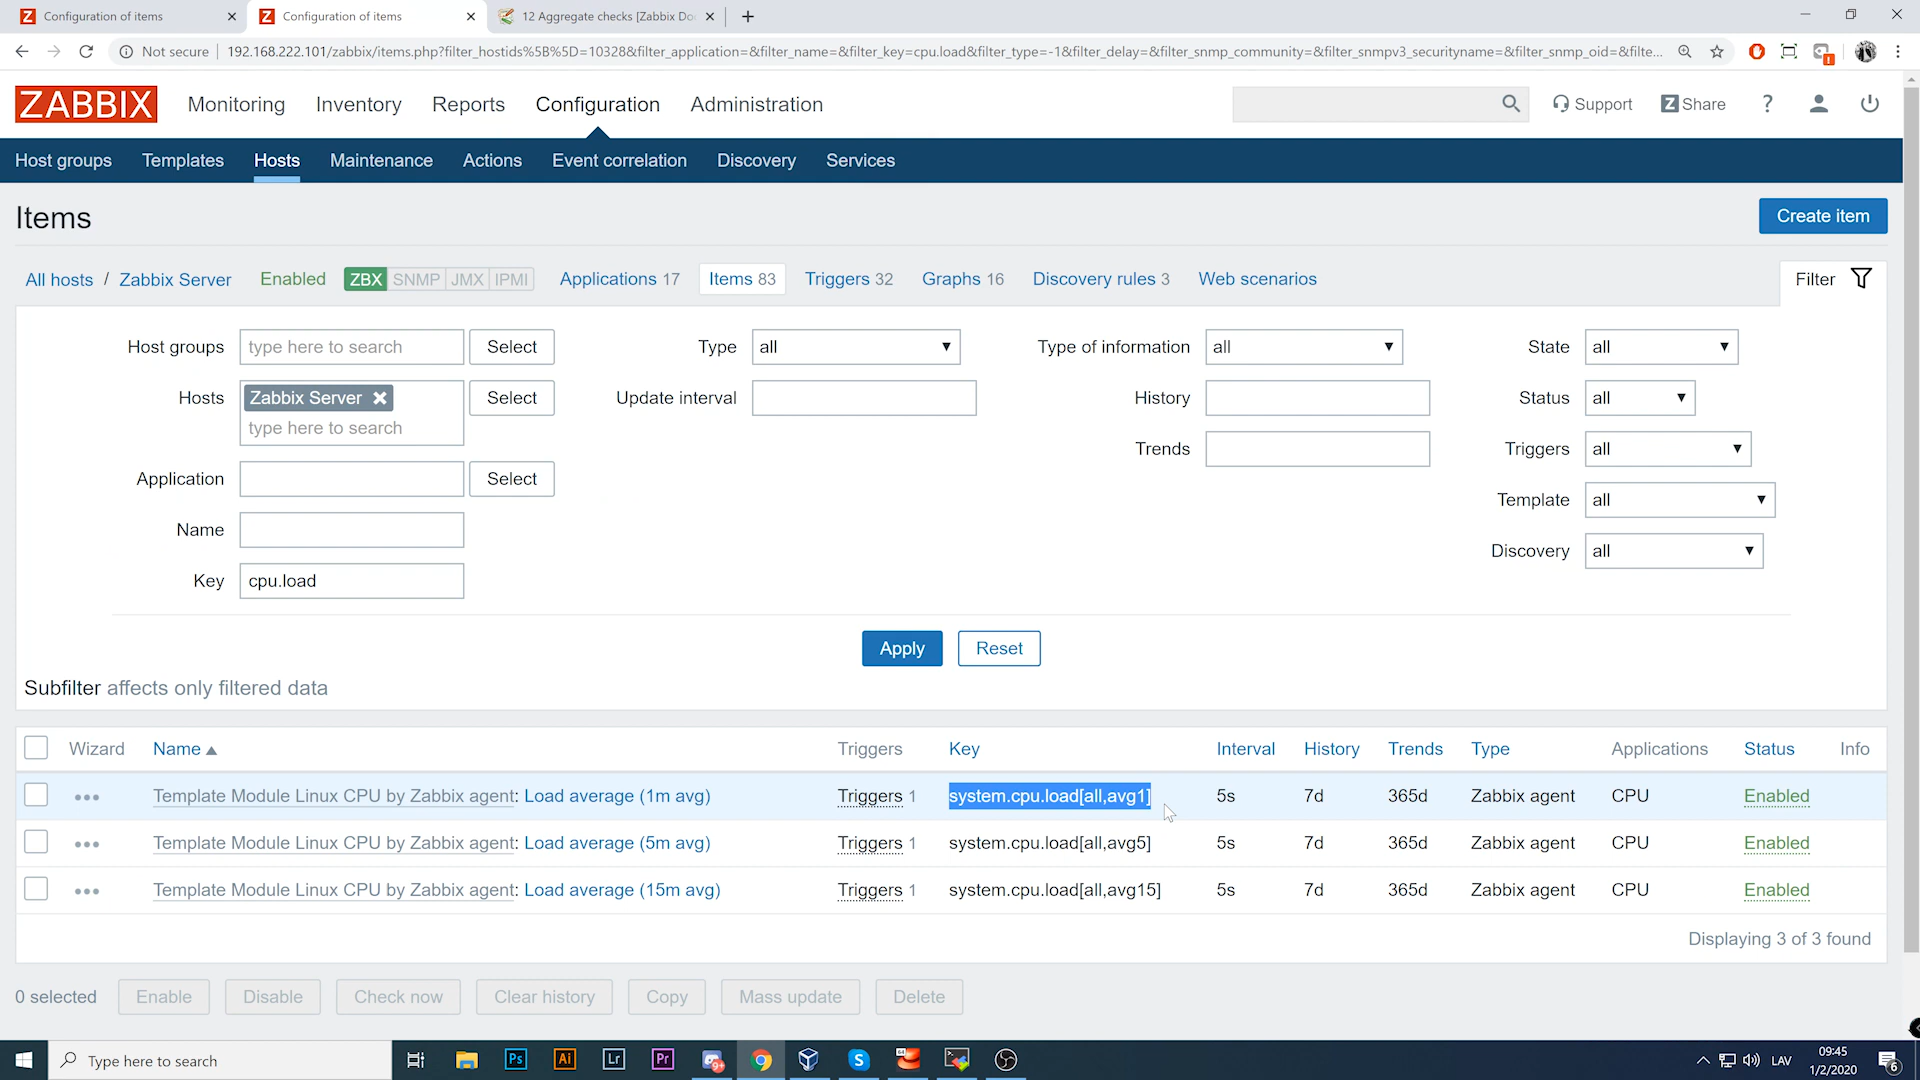 Configuration of items
Configuration of items
12 Aggregate checks [Zabbix Do
Not secure
192.168.222.101/zabbix/items.php?filter_hostids%5B%5D=10328&filter_application=&filter_name=&filter_key=cpu.load&filter_type=-1&filter_delay=&filter_snmp_community=&filter_snmpv3_securityname=&filter_snmp_oid=&filte...
ZABBIX
Monitoring
Inventory
Reports
Configuration
Administration
Support
Z Share
?
Host groups
Templates
Hosts
Maintenance
Actions
Event correlation
Discovery
Services
Items
Create item
All hosts / Zabbix Server
Enabled
ZBX SNMP JMX IPMI
Applications 17
Items 83
Triggers 32
Graphs 16
Discovery rules 3
Web scenarios
Filter
Host groups
type here to search
Select
Type
all
Type of information
all
State
all
Hosts
Zabbix Server
type here to search
Select
Update interval
History
Status
all
Trends
Triggers
all
Application
Select
Template
all
Name
Discovery
all
Key
cpu.load
Apply
Reset
Subfilter affects only filtered data
Wizard Name Triggers Key Interval History Trends Type Applications Status Info
Template Module Linux CPU by Zabbix agent: Load average (1m avg) Triggers 1 system.cpu.load[all,avg1] 5s 7d 365d Zabbix agent CPU Enabled
Template Module Linux CPU by Zabbix agent: Load average (5m avg) Triggers 1 system.cpu.load[all,avg5] 5s 7d 365d Zabbix agent CPU Enabled
Template Module Linux CPU by Zabbix agent: Load average (15m avg) Triggers 1 system.cpu.load[all,avg15] 5s 7d 365d Zabbix agent CPU Enabled
Displaying 3 of 3 found
0 selected
Enable
Disable
Check now
Clear history
Copy
Mass update
Delete
Type here to search
Ps
Ai
Lr
Pr
9+
64
LAV
09:45
1/2/2020
6